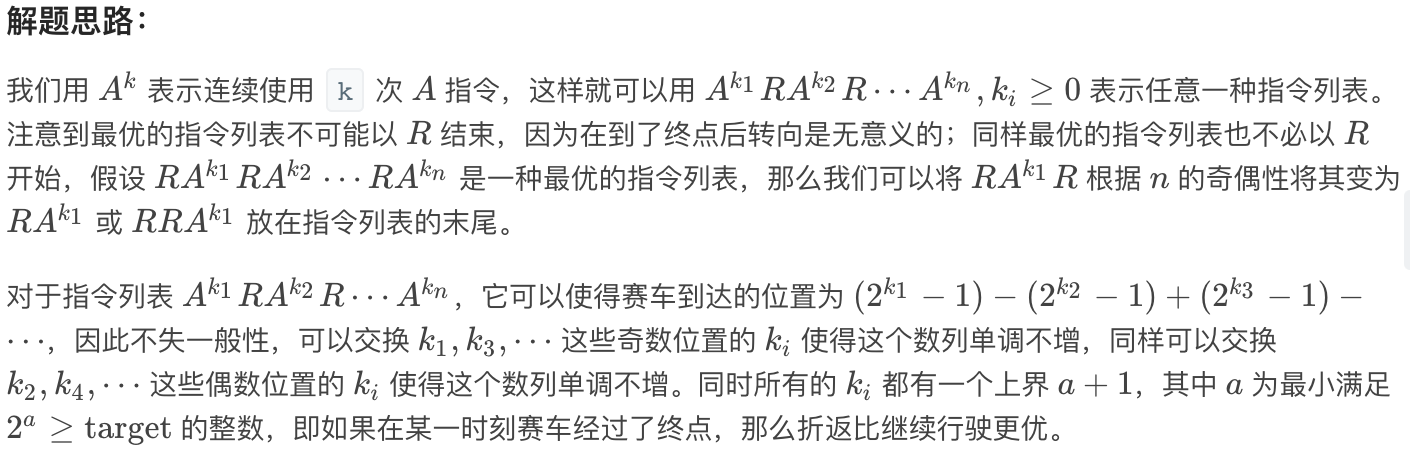 解题思路：
我们用 $A^k$ 表示连续使用 k 次 $A$ 指令，这样就可以用 $A^{k1} R A^{k2} R \cdots A^{k_n}, k_i \geq 0$ 表示任意一种指令列表。
注意到最优的指令列表不可能以 $R$ 结束，因为在到了终点后转向是无意义的；同样最优的指令列表也不必以 $R$
开始，假设 $R A^{k1} R A^{k2} \cdots R A^{k_n}$ 是一种最优的指令列表，那么我们可以将 $R A^{k1} R$ 根据 $n$ 的奇偶性将其变为
$R A^{k1}$ 或 $R R A^{k1}$ 放在指令列表的末尾。
对于指令列表 $A^{k1} R A^{k2} R \cdots A^{k_n}$，它可以使得赛车到达的位置为 $(2^{k1} - 1) - (2^{k2} - 1) + (2^{k3} - 1) -$
$\cdots$，因此不失一般性，可以交换 $k_1, k_3, \cdots$ 这些奇数位置的 $k_i$ 使得这个数列单调不增，同样可以交换
$k_2, k_4, \cdots$ 这些偶数位置的 $k_i$ 使得这个数列单调不增。同时所有的 $k_i$ 都有一个上界 $a + 1$，其中 $a$ 为最小满足
$2^a \geq \text{target}$ 的整数，即如果在某一时刻赛车经过了终点，那么折返比继续行驶更优。